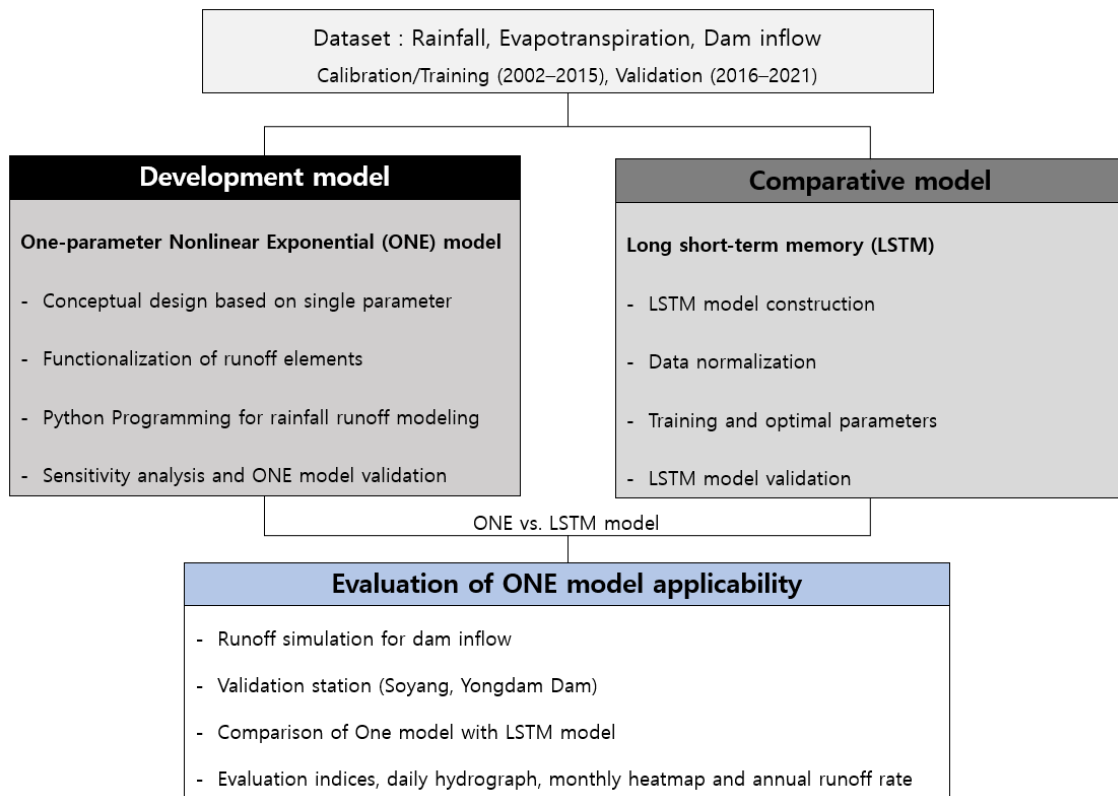 Dataset : Rainfall, Evapotranspiration, Dam inflow
Calibration/Training (2002–2015), Validation (2016–2021)
Development model
One-parameter Nonlinear Exponential (ONE) model
- Conceptual design based on single parameter
- Functionalization of runoff elements
- Python Programming for rainfall runoff modeling
- Sensitivity analysis and ONE model validation
Comparative model
Long short-term memory (LSTM)
- LSTM model construction
- Data normalization
- Training and optimal parameters
- LSTM model validation
ONE vs. LSTM model
Evaluation of ONE model applicability
- Runoff simulation for dam inflow
- Validation station (Soyang, Yongdam Dam)
- Comparison of One model with LSTM model
- Evaluation indices, daily hydrograph, monthly heatmap and annual runoff rate